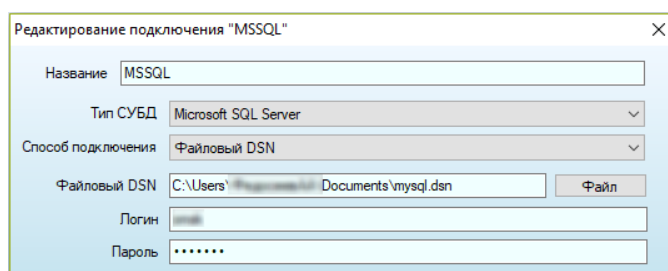 Редактирование подключения "MSSQL"
Название MSSQL
Тип СУБД Microsoft SQL Server
Способ подключения Файловый DSN
Файловый DSN C:\Users\ Documents\mysql.dsn Файл
Логин
Пароль •••••••